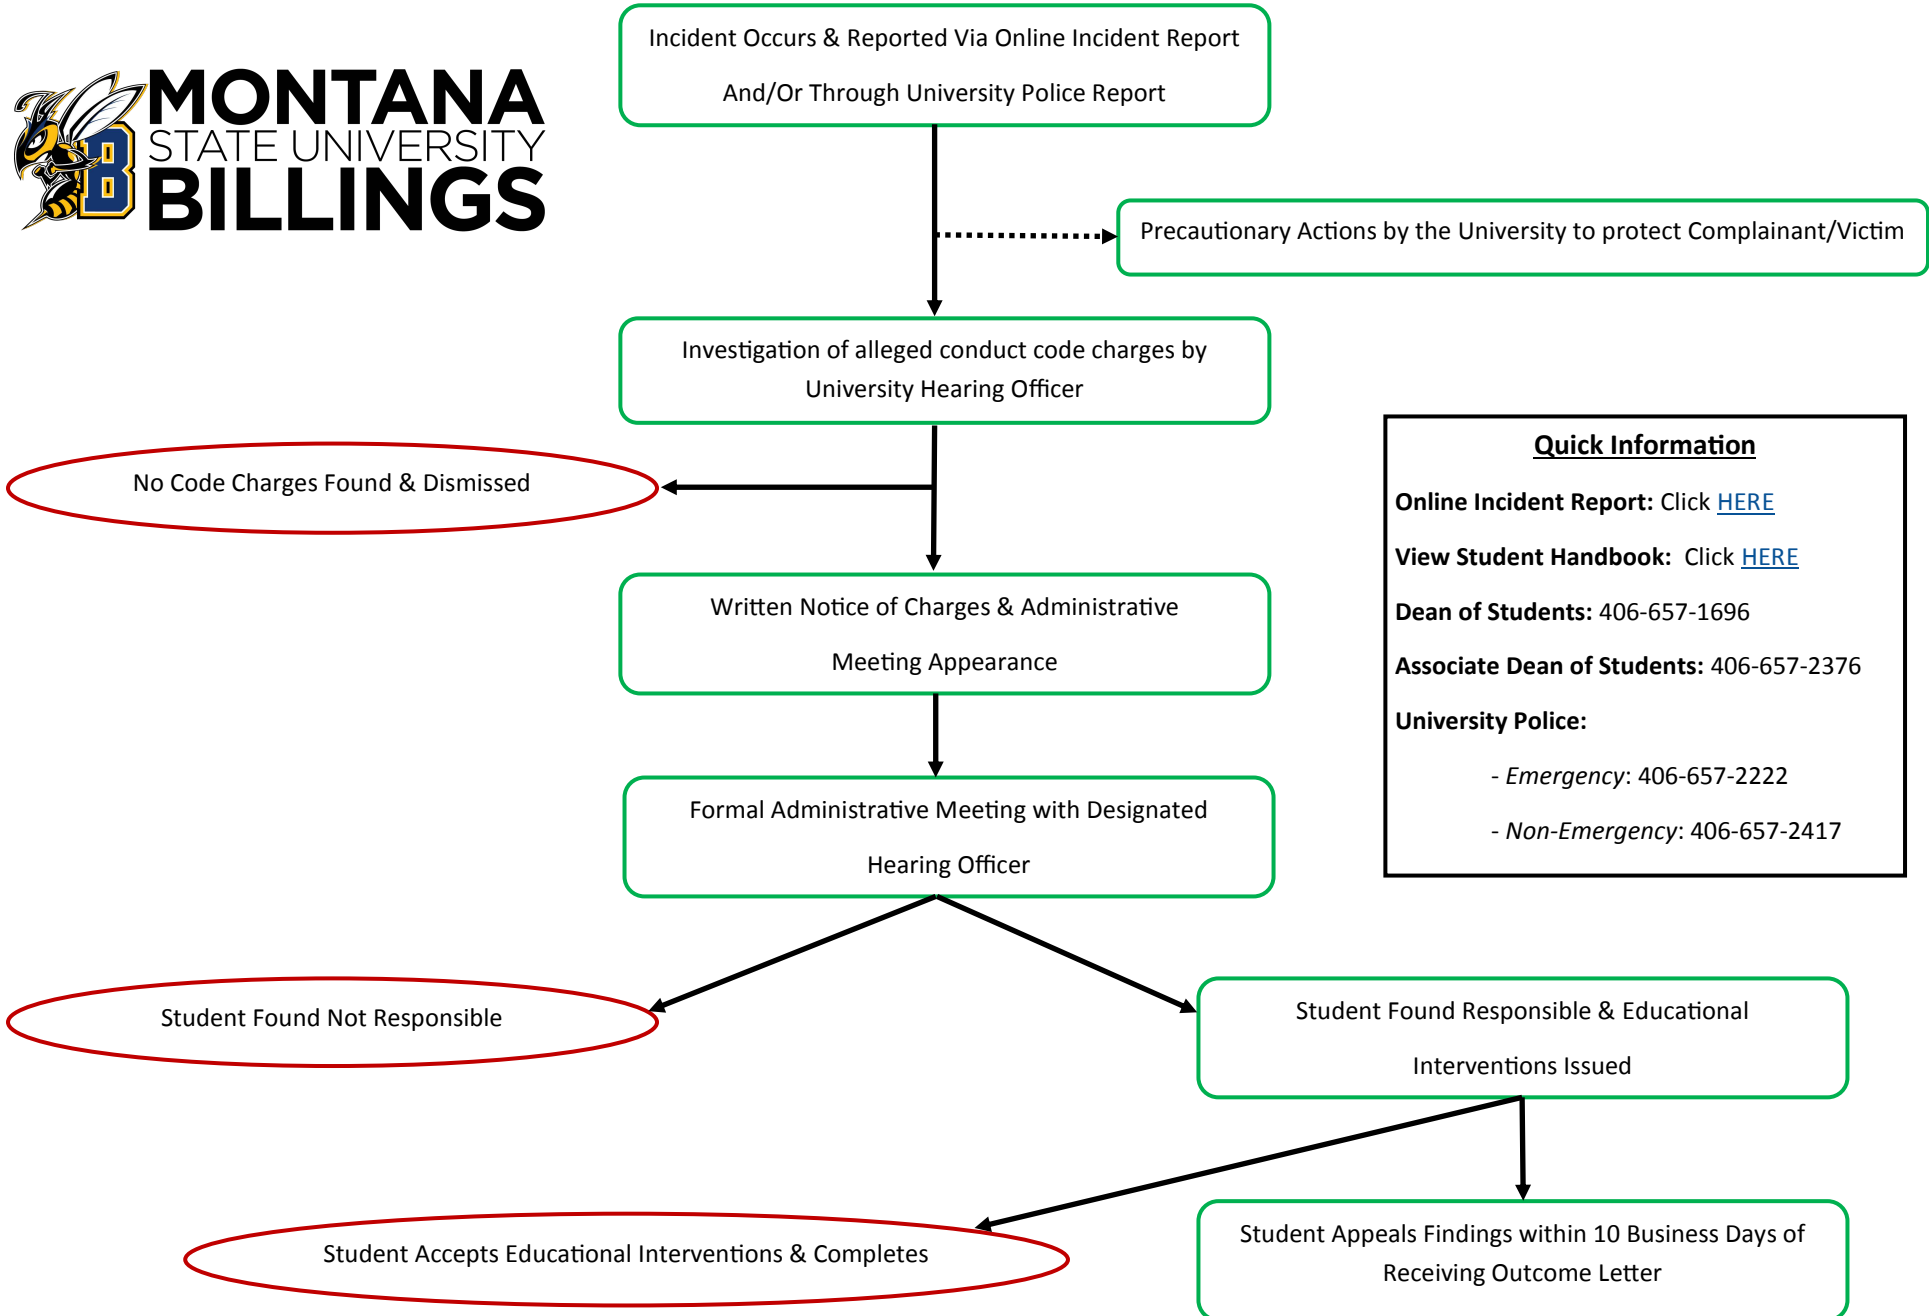 MONTANA
STATE UNIVERSITY
BILLINGS
B
Incident Occurs & Reported Via Online Incident Report
And/Or Through University Police Report
Precautionary Actions by the University to protect Complainant/Victim
Investigation of alleged conduct code charges by
University Hearing Officer
No Code Charges Found & Dismissed
Written Notice of Charges & Administrative
Meeting Appearance
Formal Administrative Meeting with Designated
Hearing Officer
Quick Information
Online Incident Report: Click HERE
View Student Handbook: Click HERE
Dean of Students: 406-657-1696
Associate Dean of Students: 406-657-2376
University Police:
- Emergency: 406-657-2222
- Non-Emergency: 406-657-2417
Student Found Not Responsible
Student Found Responsible & Educational
Interventions Issued
Student Accepts Educational Interventions & Completes
Student Appeals Findings within 10 Business Days of
Receiving Outcome Letter